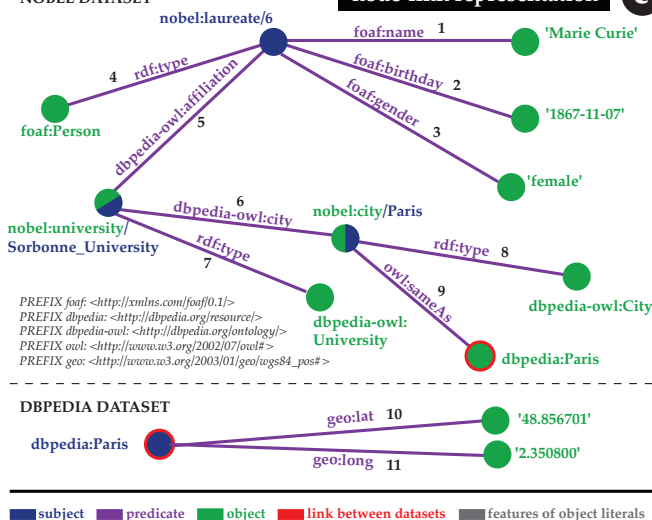 NOBEL DATASET
node-link representation
nobel:laureate/6
foaf:name 1
'Marie Curie'
foaf:birthday
2
'1867-11-07'
foaf:gender
3
'female'
4 rdf:type
foaf:Person
dbpedia-owl:affiliation
5
nobel:university/
Sorbonne_University
6
dbpedia-owl:city
nobel:city/Paris
rdf:type
7
dbpedia-owl:
University
rdf:type 8
dbpedia-owl:City
owl:sameAs
9
dbpedia:Paris
PREFIX foaf: <http://xmlns.com/foaf/0.1/>
PREFIX dbpedia: <http://dbpedia.org/resource/>
PREFIX dbpedia-owl: <http://dbpedia.org/ontology/>
PREFIX owl: <http://www.w3.org/2002/07/owl#>
PREFIX geo: <http://www.w3.org/2003/01/geo/wgs84_pos#>
DBPEDIA DATASET
dbpedia:Paris
geo:lat 10
'48.856701'
geo:long 11
'2.350800'
subject predicate object link between datasets features of object literals